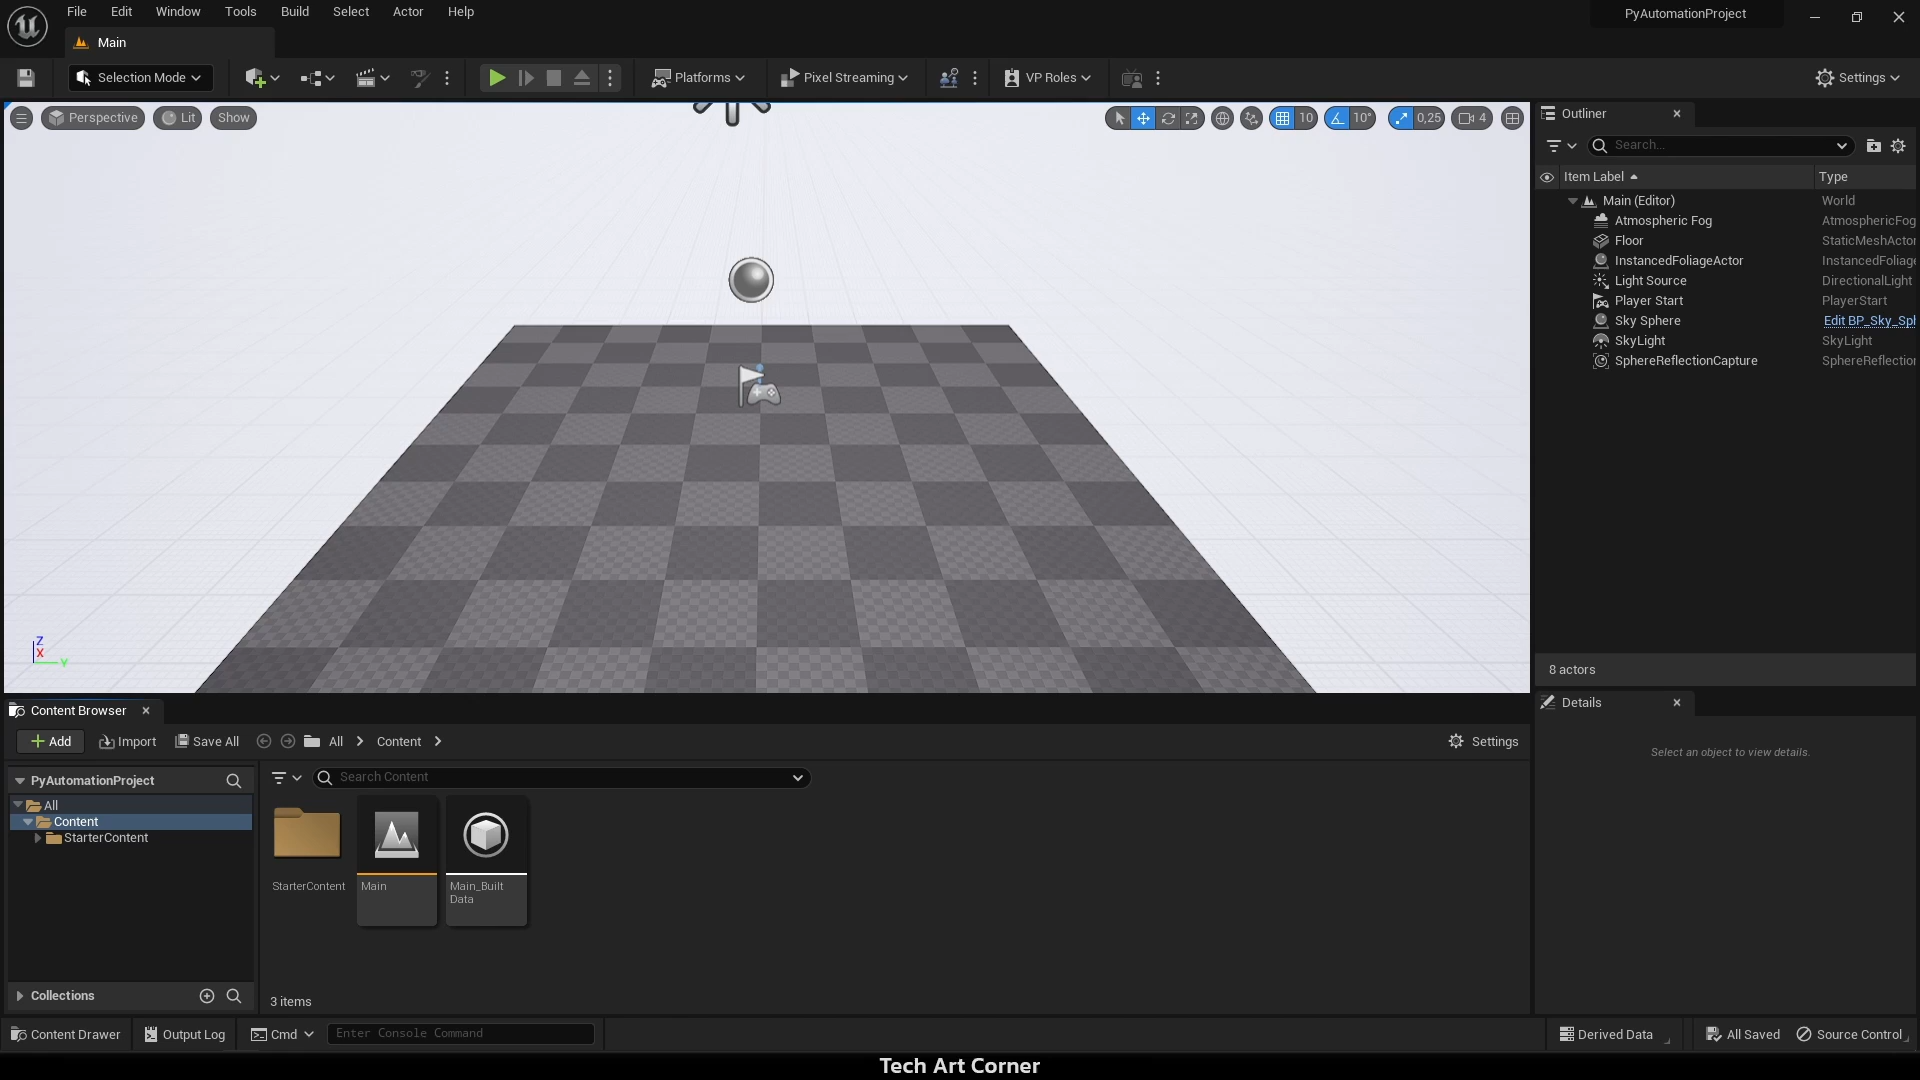 File Edit Window Tools Build Select Actor Help
PyAutomationProject
Main
Selection Mode
Platforms
Pixel Streaming
VP Roles
Settings
Perspective
Lit
Show
10
10°
0,25
4
Z
X
Y
Outliner
Search...
Item Label Type
Main (Editor) World
Atmospheric Fog AtmosphericFog
Floor StaticMeshActor
InstancedFoliageActor InstancedFoliage
Light Source DirectionalLight
Player Start PlayerStart
Sky Sphere Edit BP_Sky_Sph
SkyLight SkyLight
SphereReflectionCapture SphereReflectio
8 actors
Details
Select an object to view details.
Content Browser
Add
Import
Save All
All
Content
Settings
PyAutomationProject
All
Content
StarterContent
Collections
Search Content
StarterContent
Main
Main_Built
Data
3 items
Content Drawer
Output Log
Cmd
Enter Console Command
Derived Data
All Saved
Source Control
Tech Art Corner